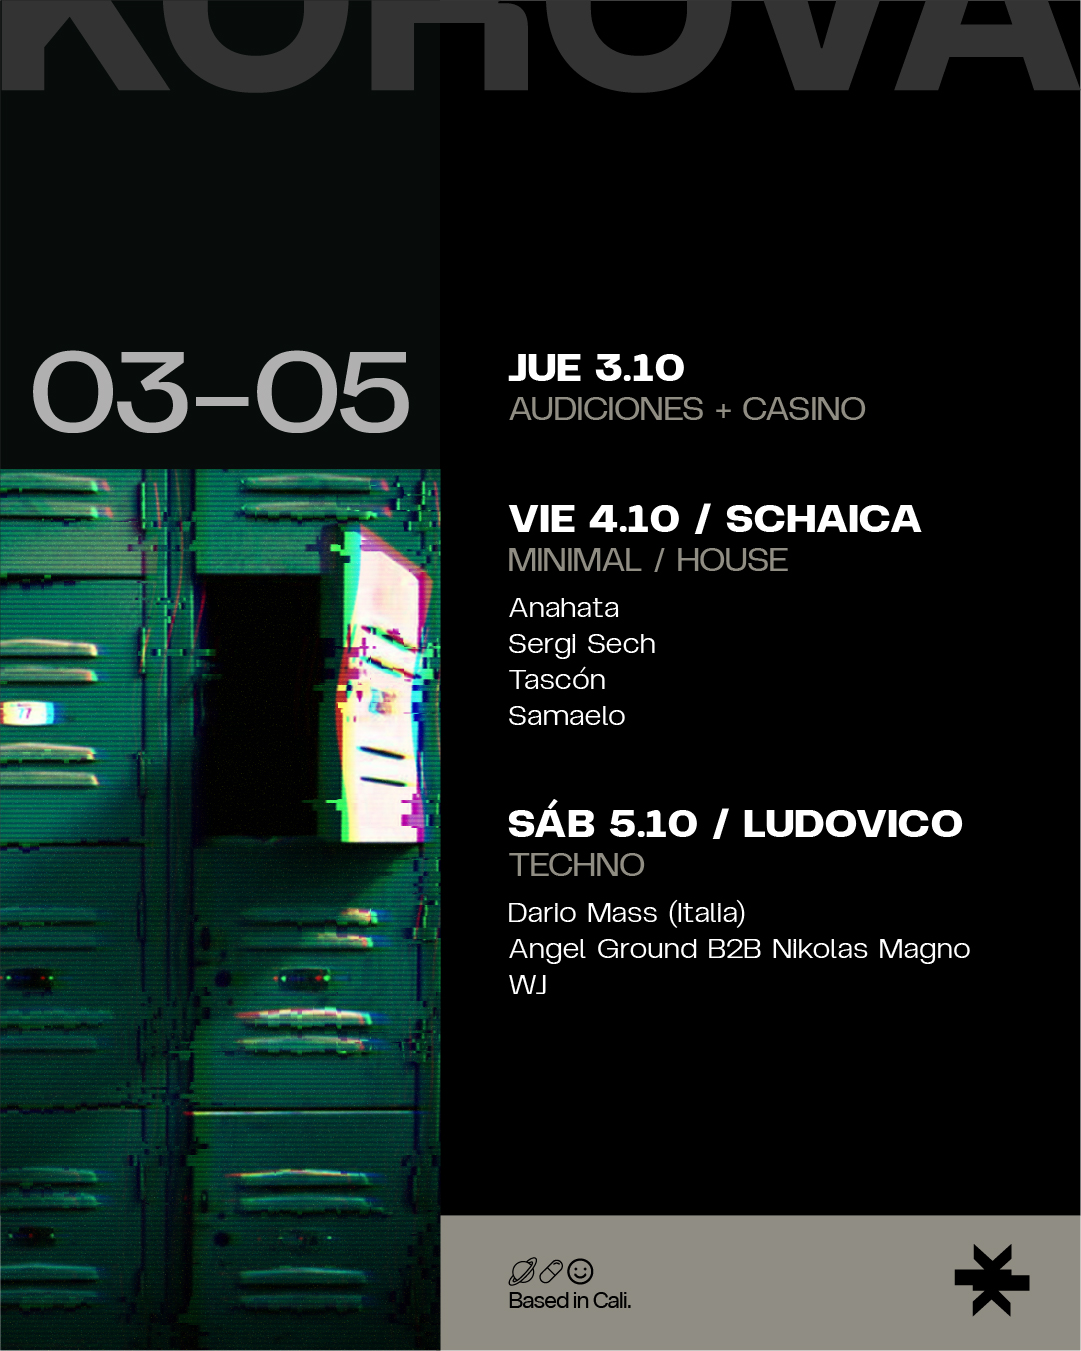 KOROVA
03–05
JUE 3.10
AUDICIONES + CASINO
VIE 4.10 / SCHAICA
MINIMAL / HOUSE
Anahata
Sergi Sech
Tascón
Samaelo
SÁB 5.10 / LUDOVICO
TECHNO
Dario Mass (Italia)
Angel Ground B2B Nikolas Magno
WJ
77
Based in Cali.